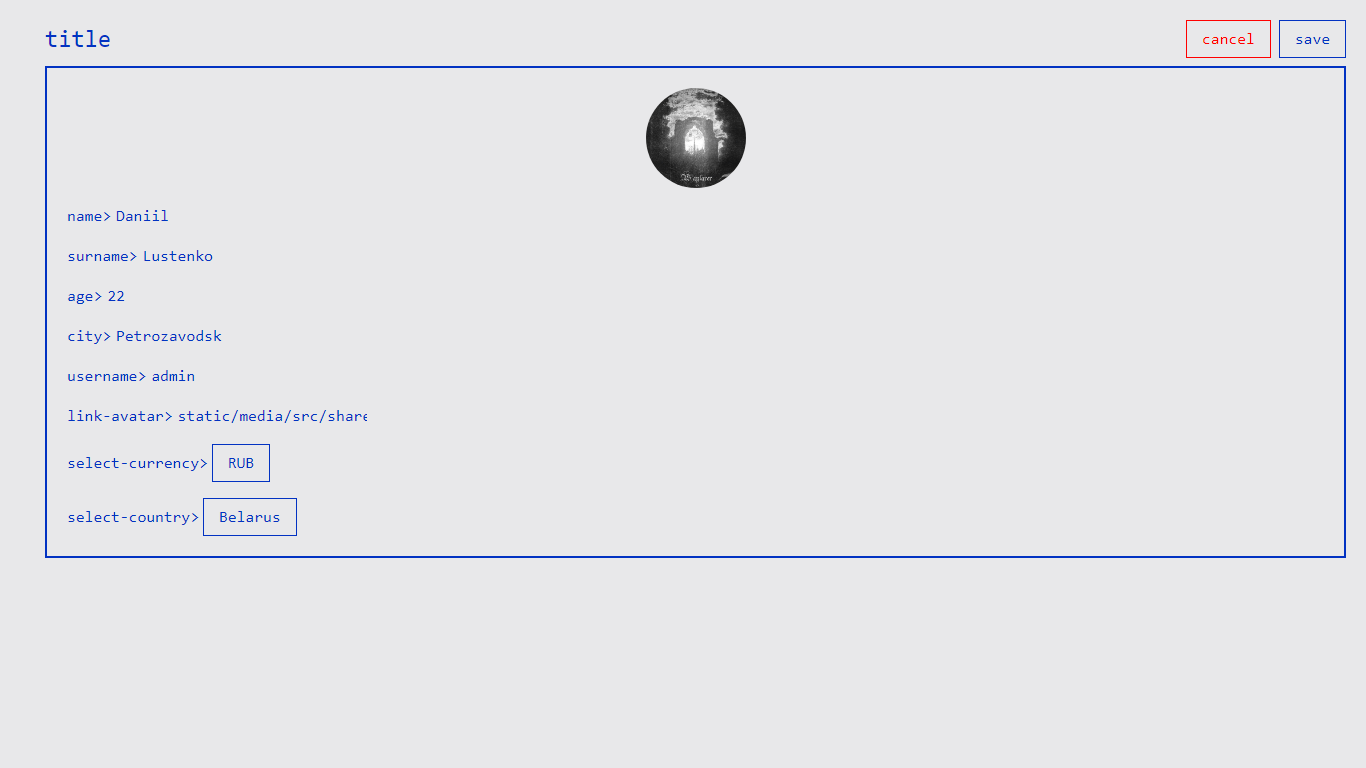 title
cancel
save
name> Daniil
surname> Lustenko
age> 22
city> Petrozavodsk
username> admin
link-avatar> static/media/src/share
select-currency> RUB
select-country> Belarus